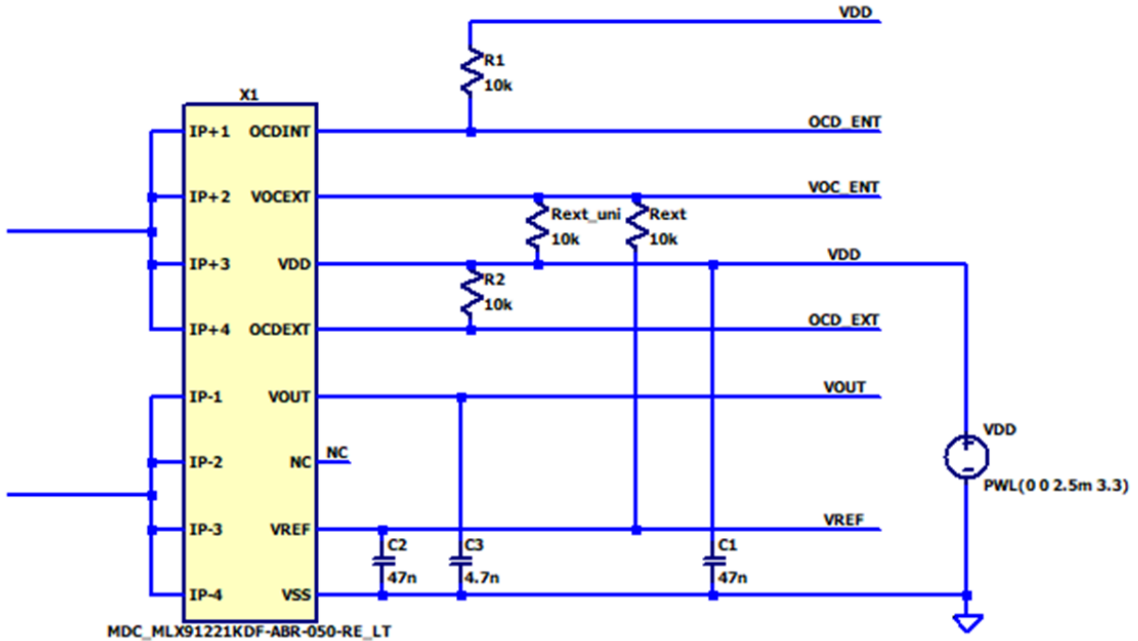 VDD
R1
10k
X1
IP+1 OCDINT
OCD_ENT
IP+2 VOCEXT
VOC_ENT
Rext_uni Rext
10k 10k
IP+3 VDD
VDD
R2
10k
IP+4 OCDEXT
OCD_EXT
IP-1 VOUT
VOUT
VDD
PWL(0 0 2.5m 3.3)
IP-2 NC
NC
IP-3 VREF
VREF
C2 C3 C1
47n 4.7n 47n
IP-4 VSS
MDC_MLX91221KDF-ABR-050-RE_LT